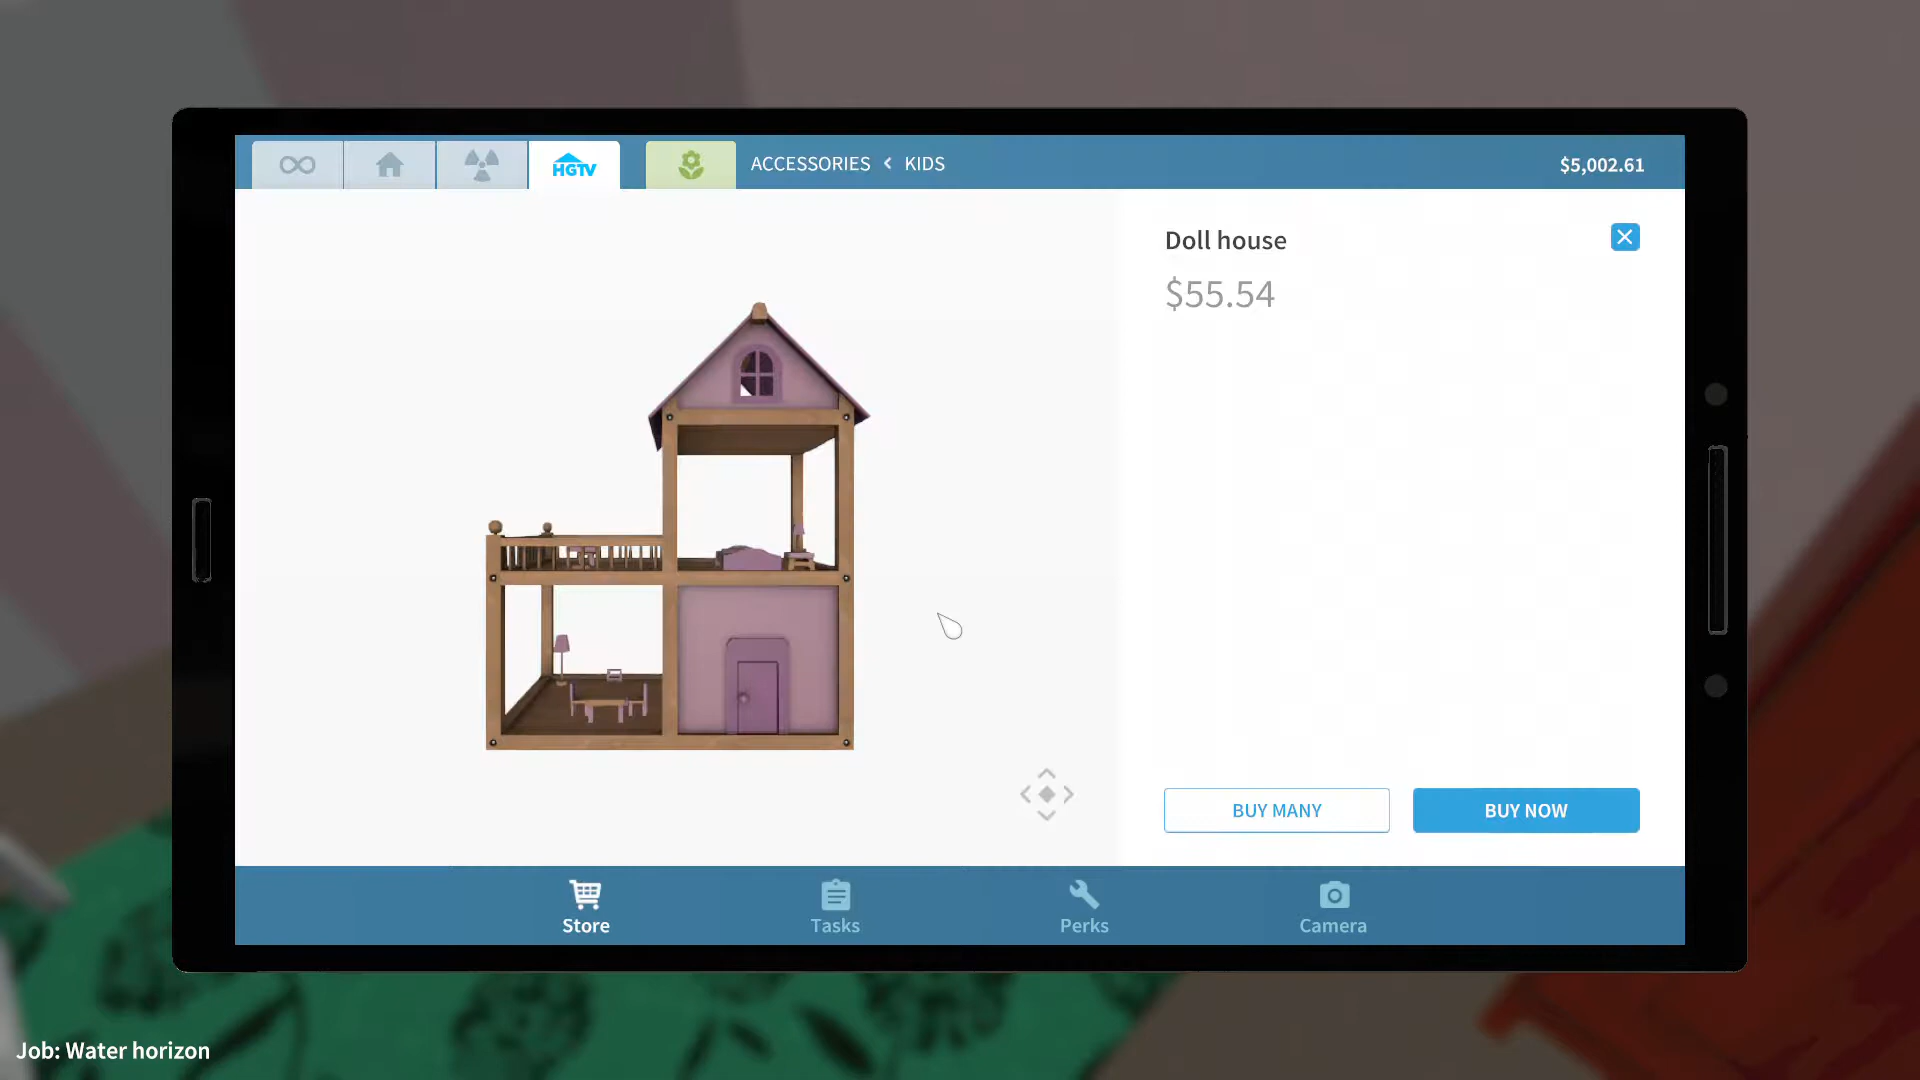 HGTV
ACCESSORIES < KIDS
$5,002.61
Doll house
$55.54
BUY MANY
BUY NOW
Store
Tasks
Perks
Camera
Job: Water horizon